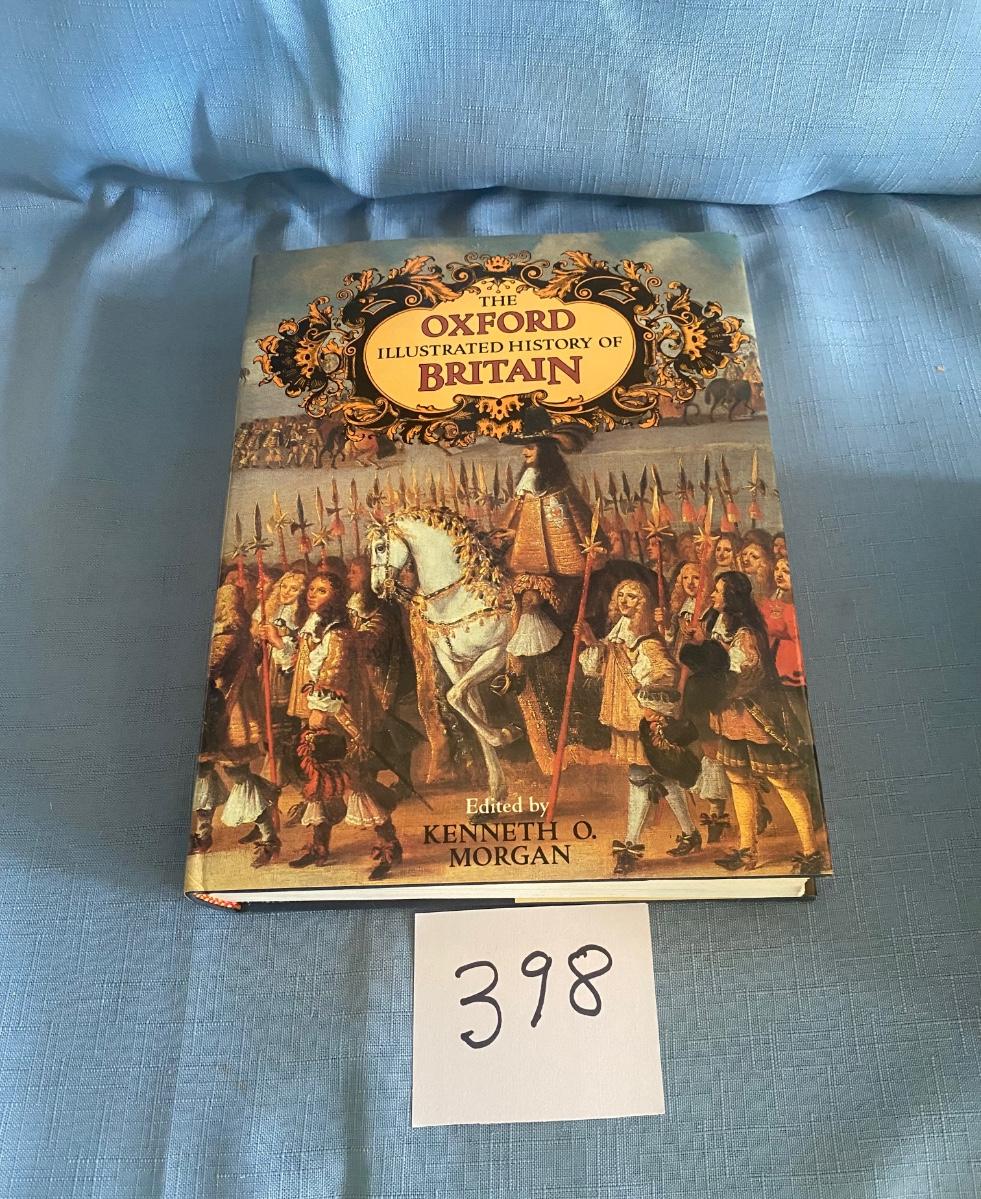 THE
OXFORD
ILLUSTRATED HISTORY OF
BRITAIN
Edited by
KENNETH O.
MORGAN
398